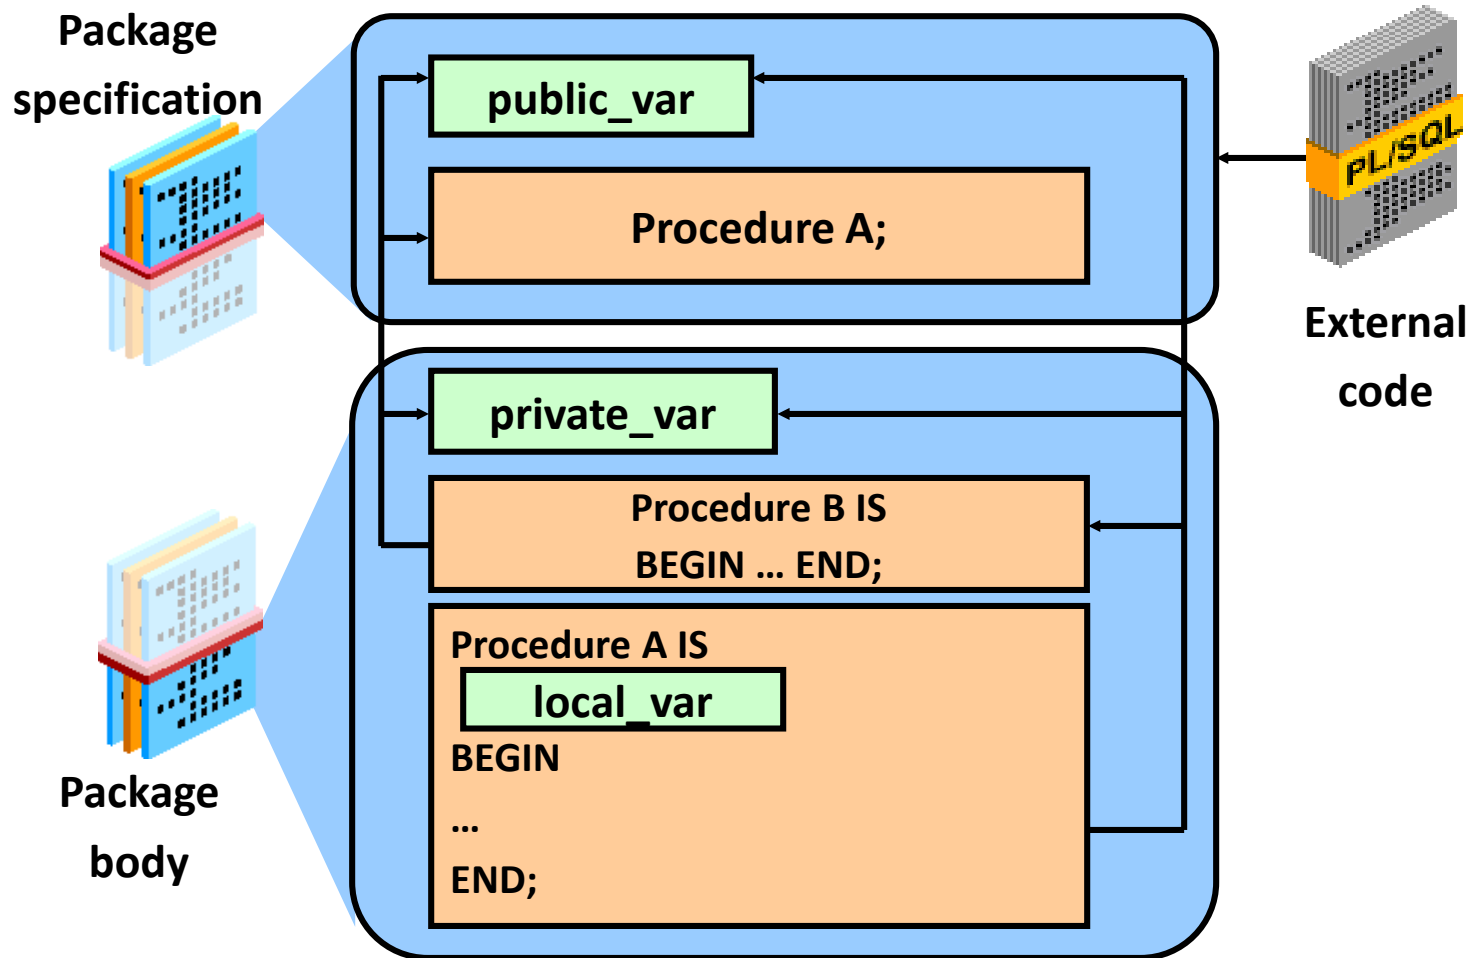 Package
specification
public_var
Procedure A;
PL/SQL
External
code
private_var
Procedure B IS
BEGIN … END;
Procedure A IS
local_var
BEGIN
…
END;
Package
body